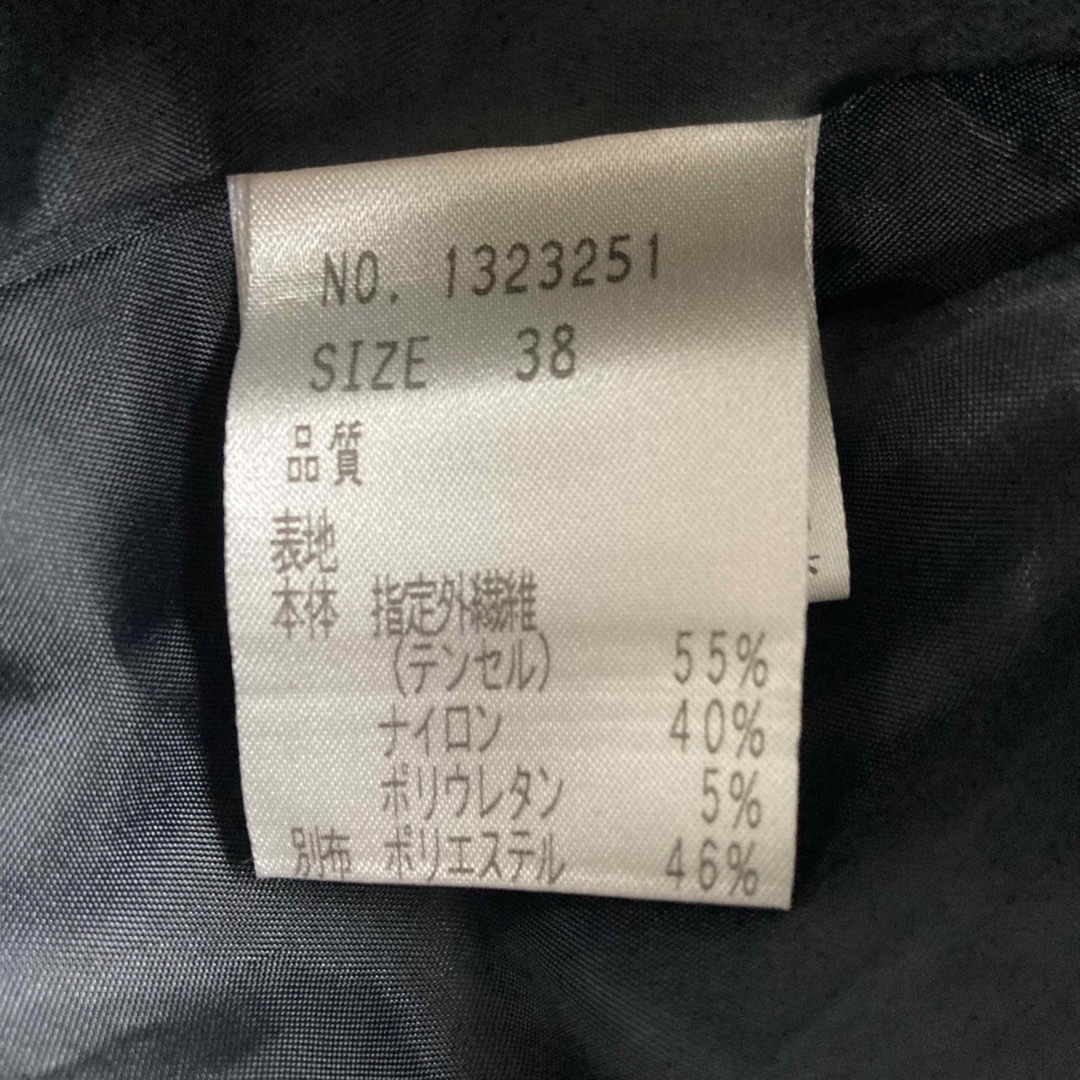 NO. 1323251
SIZE 38
品質
表地
本体 指定外繊維
(テンセル) 55%
ナイロン 40%
ポリウレタン 5%
別布 ポリエステル 46%